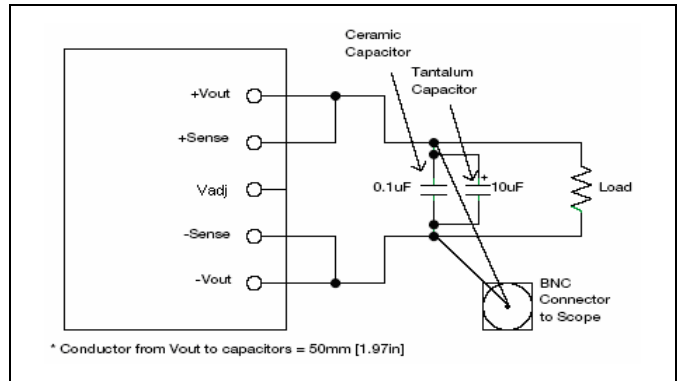 Ceramic
Capacitor
Tantalum
Capacitor
+Vout
+Sense
Vadj
-Sense
-Vout
0.1uF
+
10uF
Load
BNC
Connector
to Scope
* Conductor from Vout to capacitors = 50mm [1.97in]